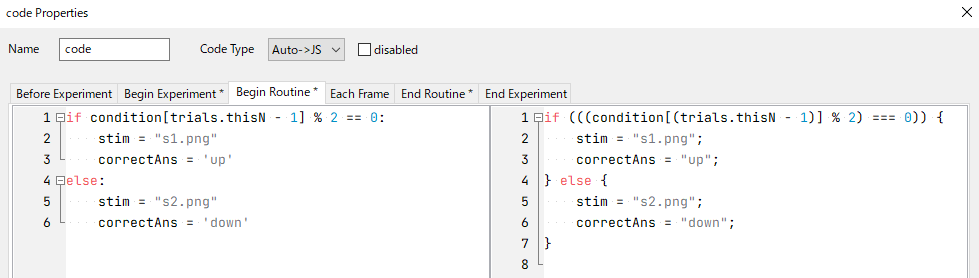 code Properties
Name code Code Type Auto->JS disabled
Before Experiment Begin Experiment * Begin Routine * Each Frame End Routine * End Experiment
1 if condition[trials.thisN - 1] % 2 == 0:
2 stim = "s1.png"
3 correctAns = 'up'
4 else:
5 stim = "s2.png"
6 correctAns = 'down'
1 if (((condition[(trials.thisN - 1)] % 2) === 0)) {
2 stim = "s1.png";
3 correctAns = "up";
4 } else {
5 stim = "s2.png";
6 correctAns = "down";
7 }
8